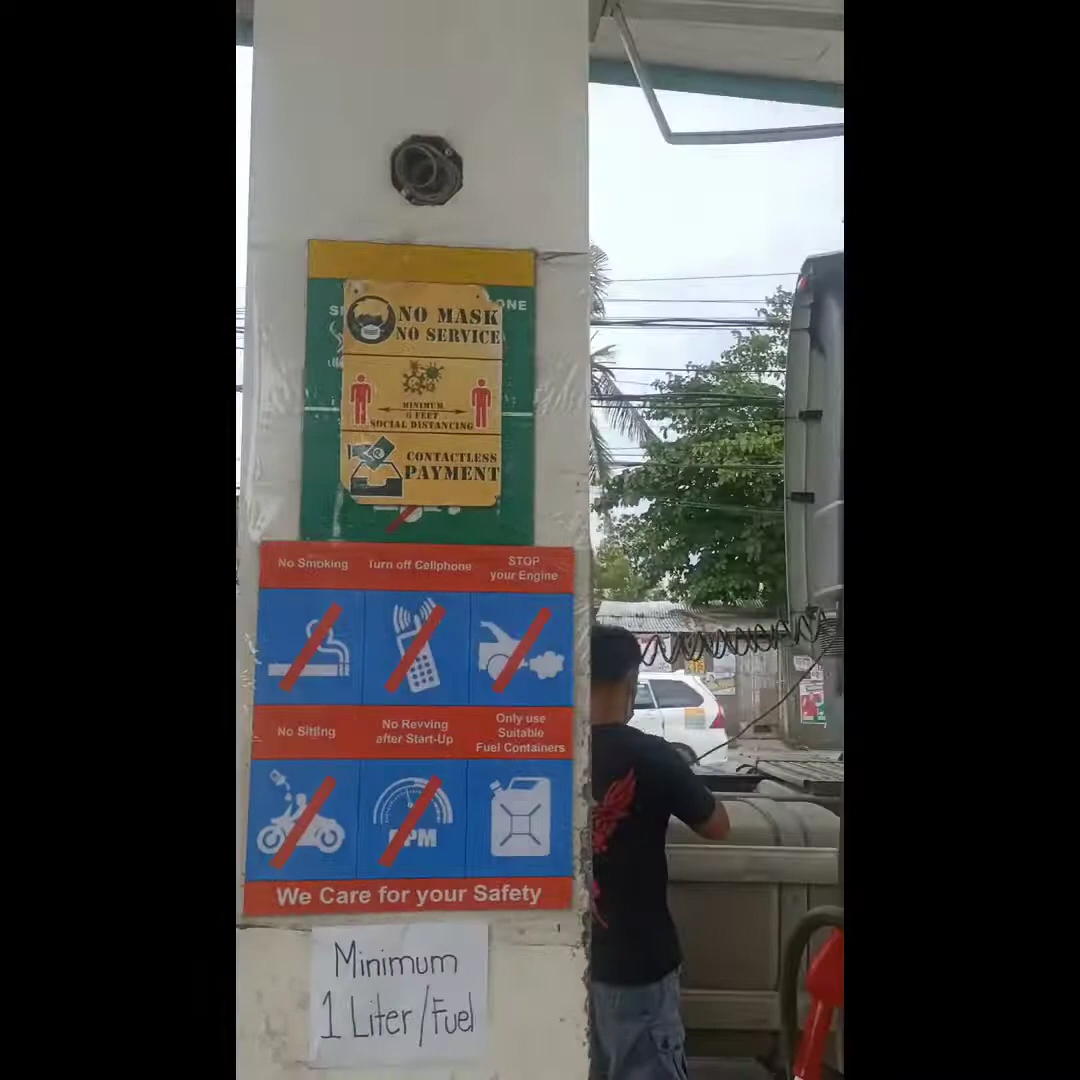 NO MASK
NO SERVICE
MINIMUM
6 FEET
SOCIAL DISTANCING
CONTACTLESS
PAYMENT
No Smoking
Turn off Cellphone
STOP
your Engine
No Sitting
No Revving
after Start-Up
Only use
Suitable
Fuel Containers
RPM
We Care for your Safety
Minimum
1 Liter/Fuel